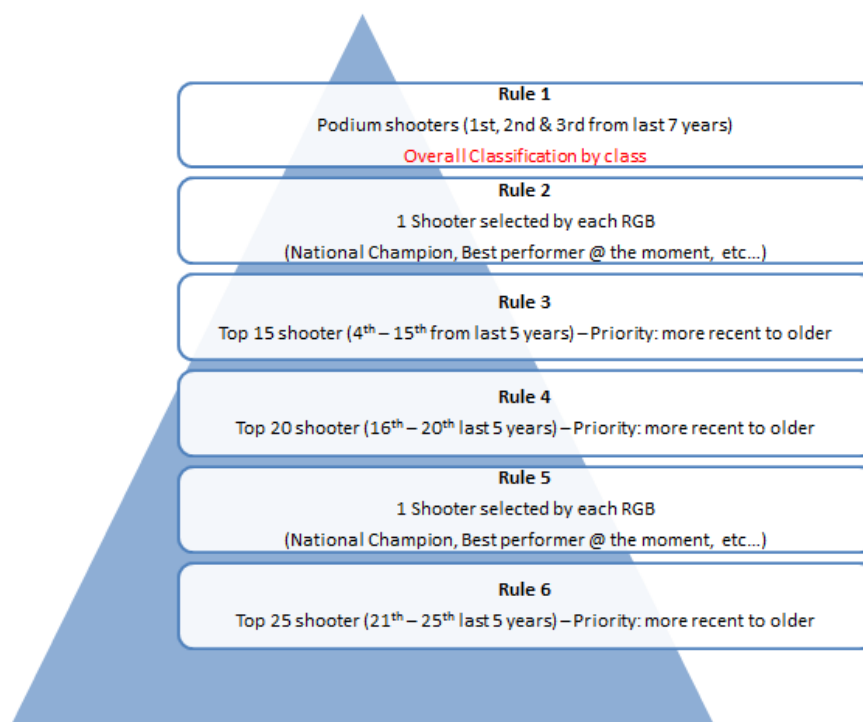 Rule 1
Podium shooters (1st, 2nd & 3rd from last 7 years)
Overall Classification by class
Rule 2
1 Shooter selected by each RGB
(National Champion, Best performer @ the moment, etc...)
Rule 3
Top 15 shooter (4th – 15th from last 5 years) – Priority: more recent to older
Rule 4
Top 20 shooter (16th – 20th last 5 years) – Priority: more recent to older
Rule 5
1 Shooter selected by each RGB
(National Champion, Best performer @ the moment, etc...)
Rule 6
Top 25 shooter (21th – 25th last 5 years) – Priority: more recent to older